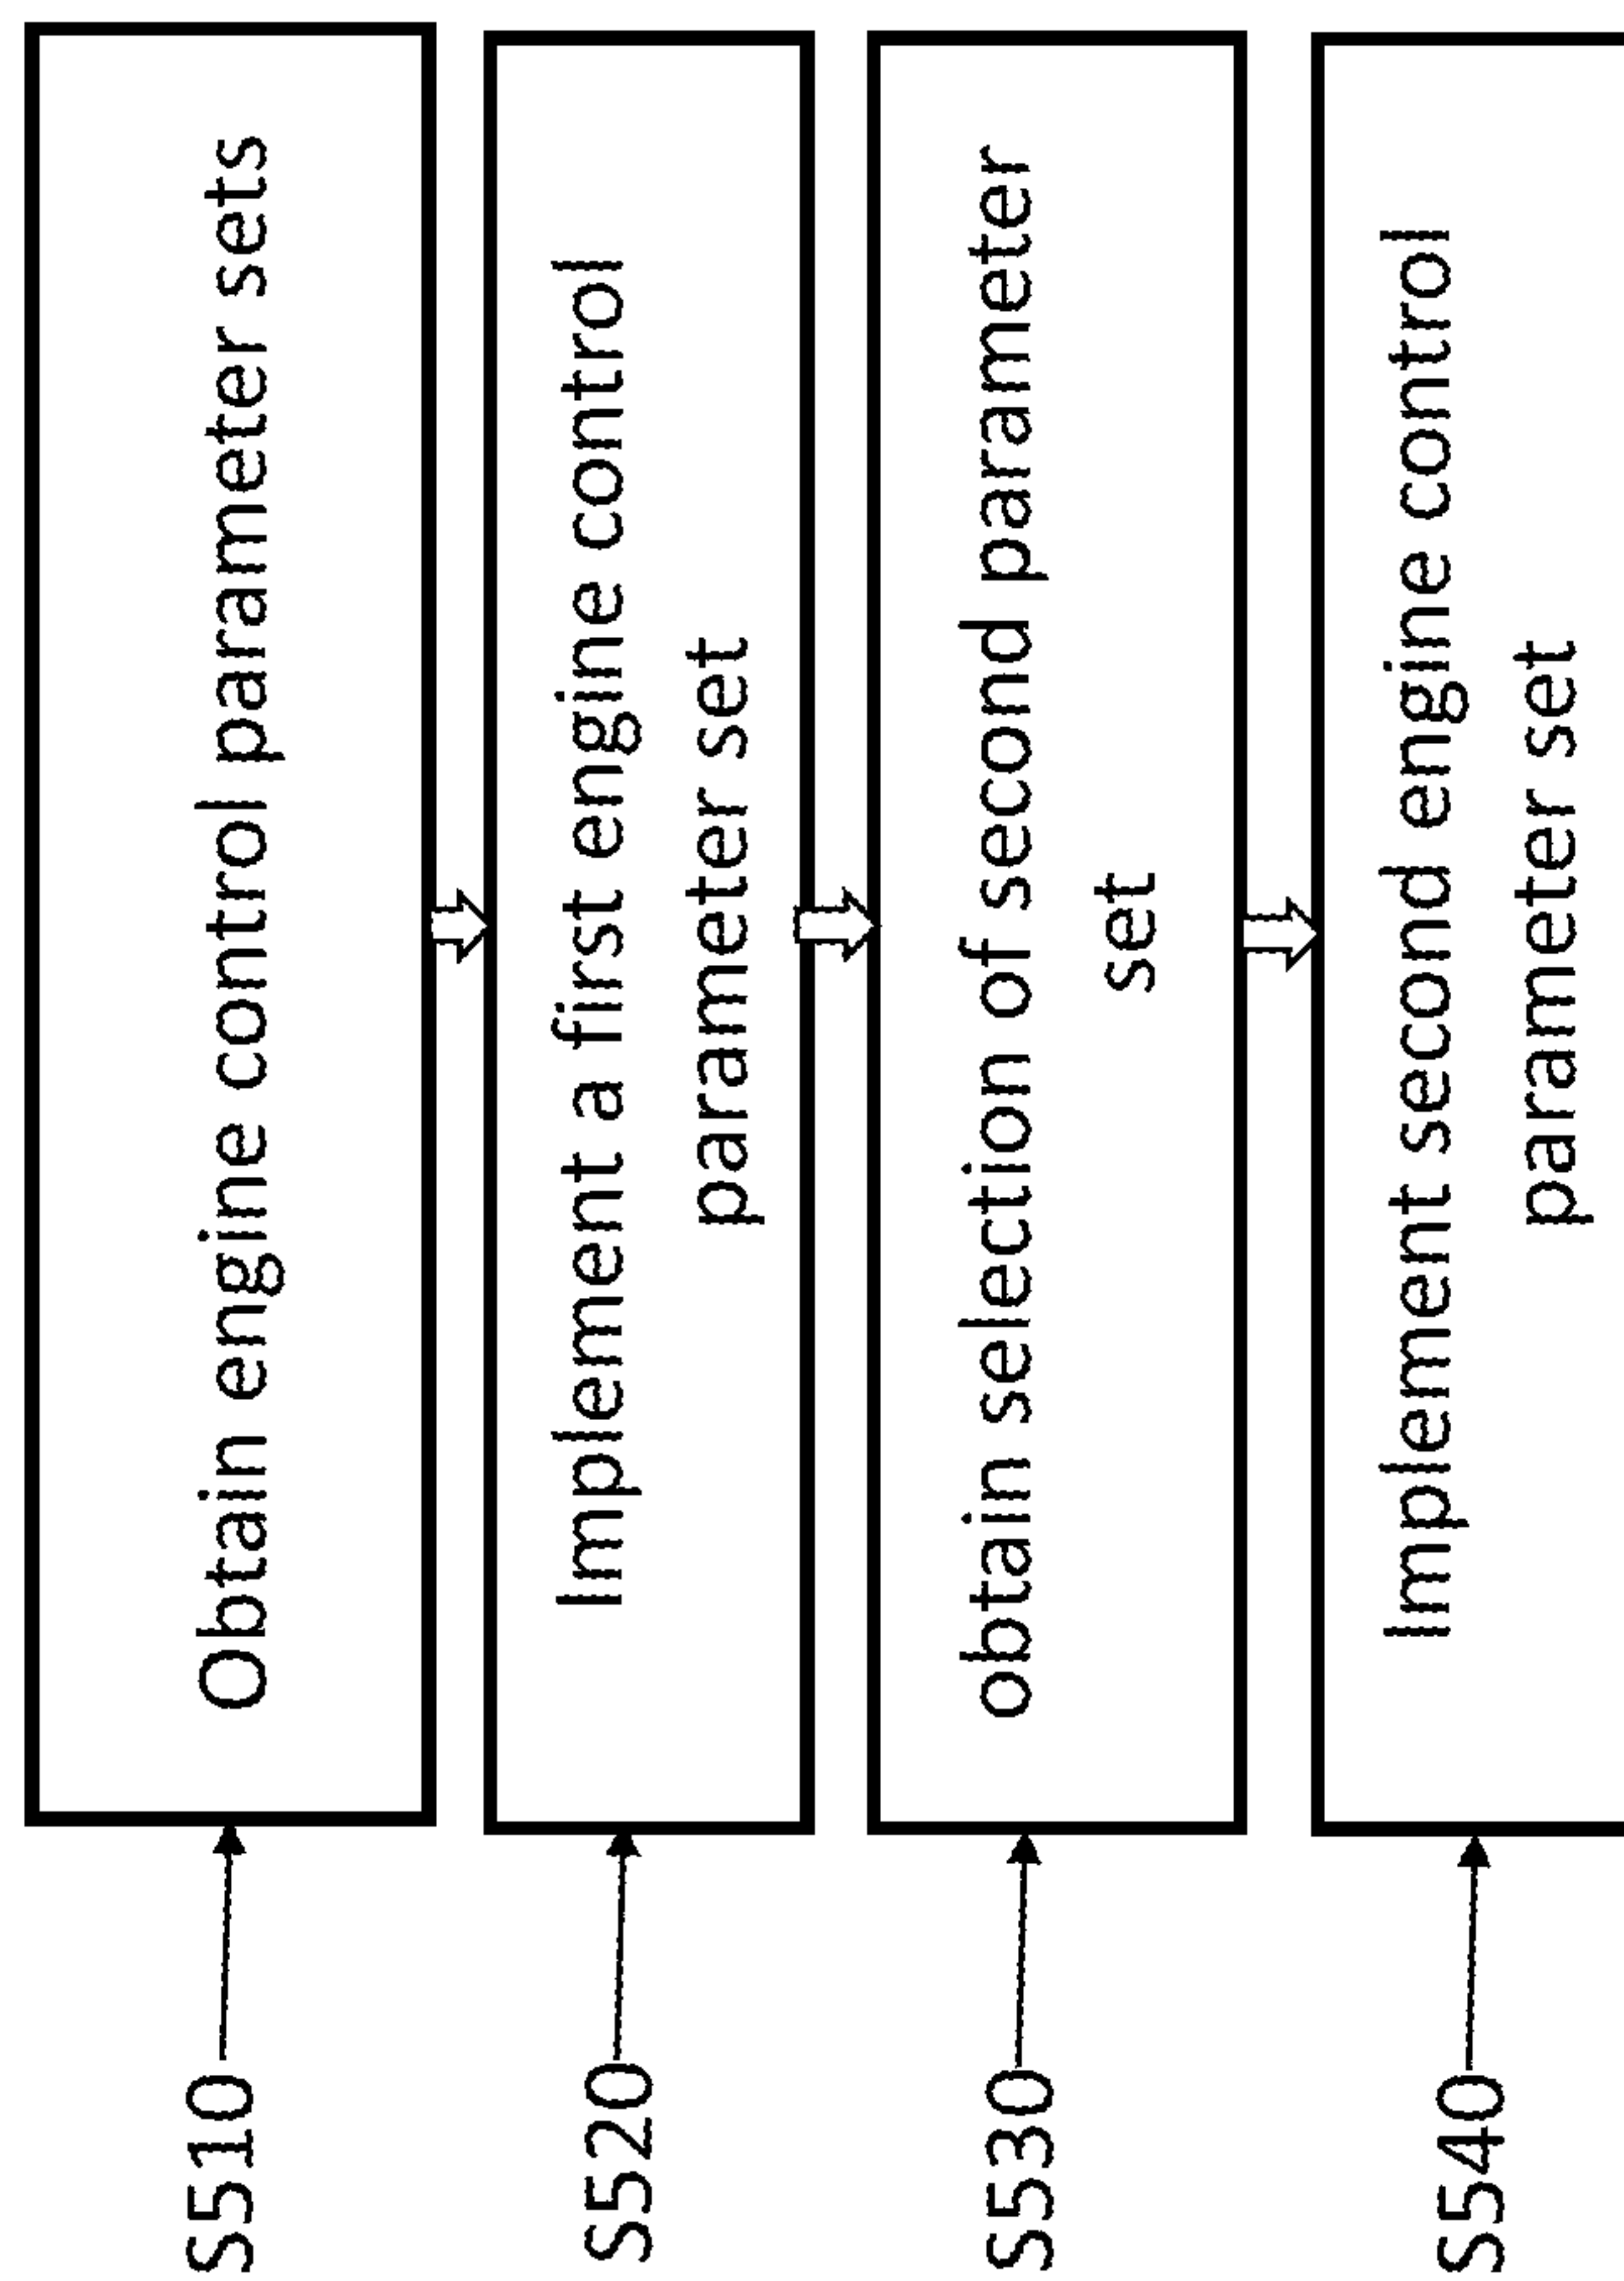 S510
Obtain engine control parameter sets
S520
Implement a first engine control
parameter set
S530
obtain selection of second parameter
set
S540
Implement second engine control
parameter set